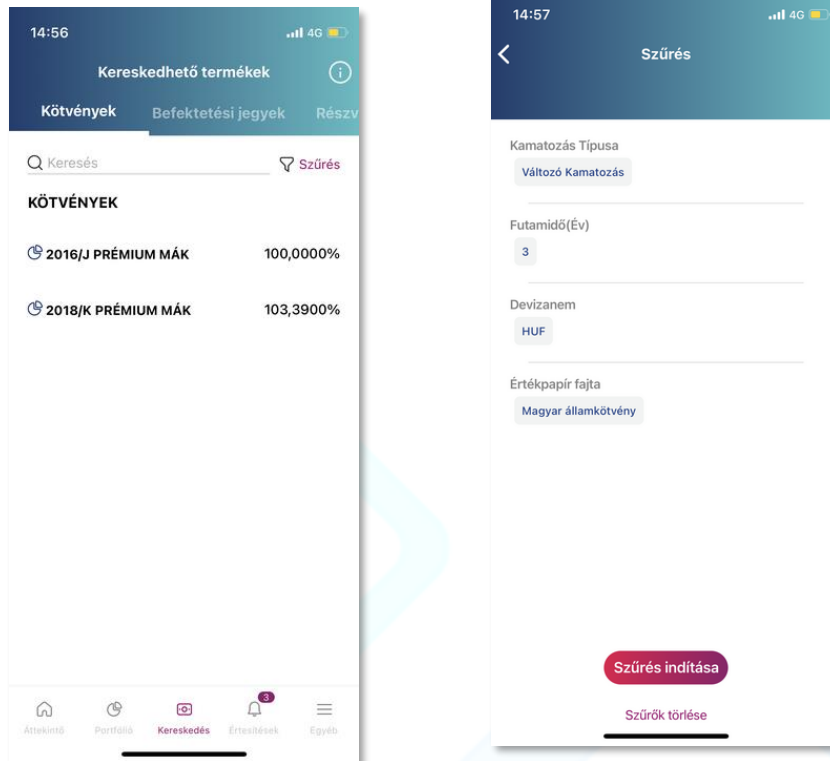 14:56
4G
Kereskedhető termékek
Kötvények Befektetési jegyek Részv
Keresés Szűrés
KÖTVÉNYEK
2016/J PRÉMIUM MÁK 100,0000%
2018/K PRÉMIUM MÁK 103,3900%
3
Áttekintő Portfólió Kereskedés Értesítések Egyéb
14:57
4G
Szűrés
Kamatozás Típusa
Változó Kamatozás
Futamidő(Év)
3
Devizanem
HUF
Értékpapír fajta
Magyar államkötvény
Szűrés indítása
Szűrők törlése